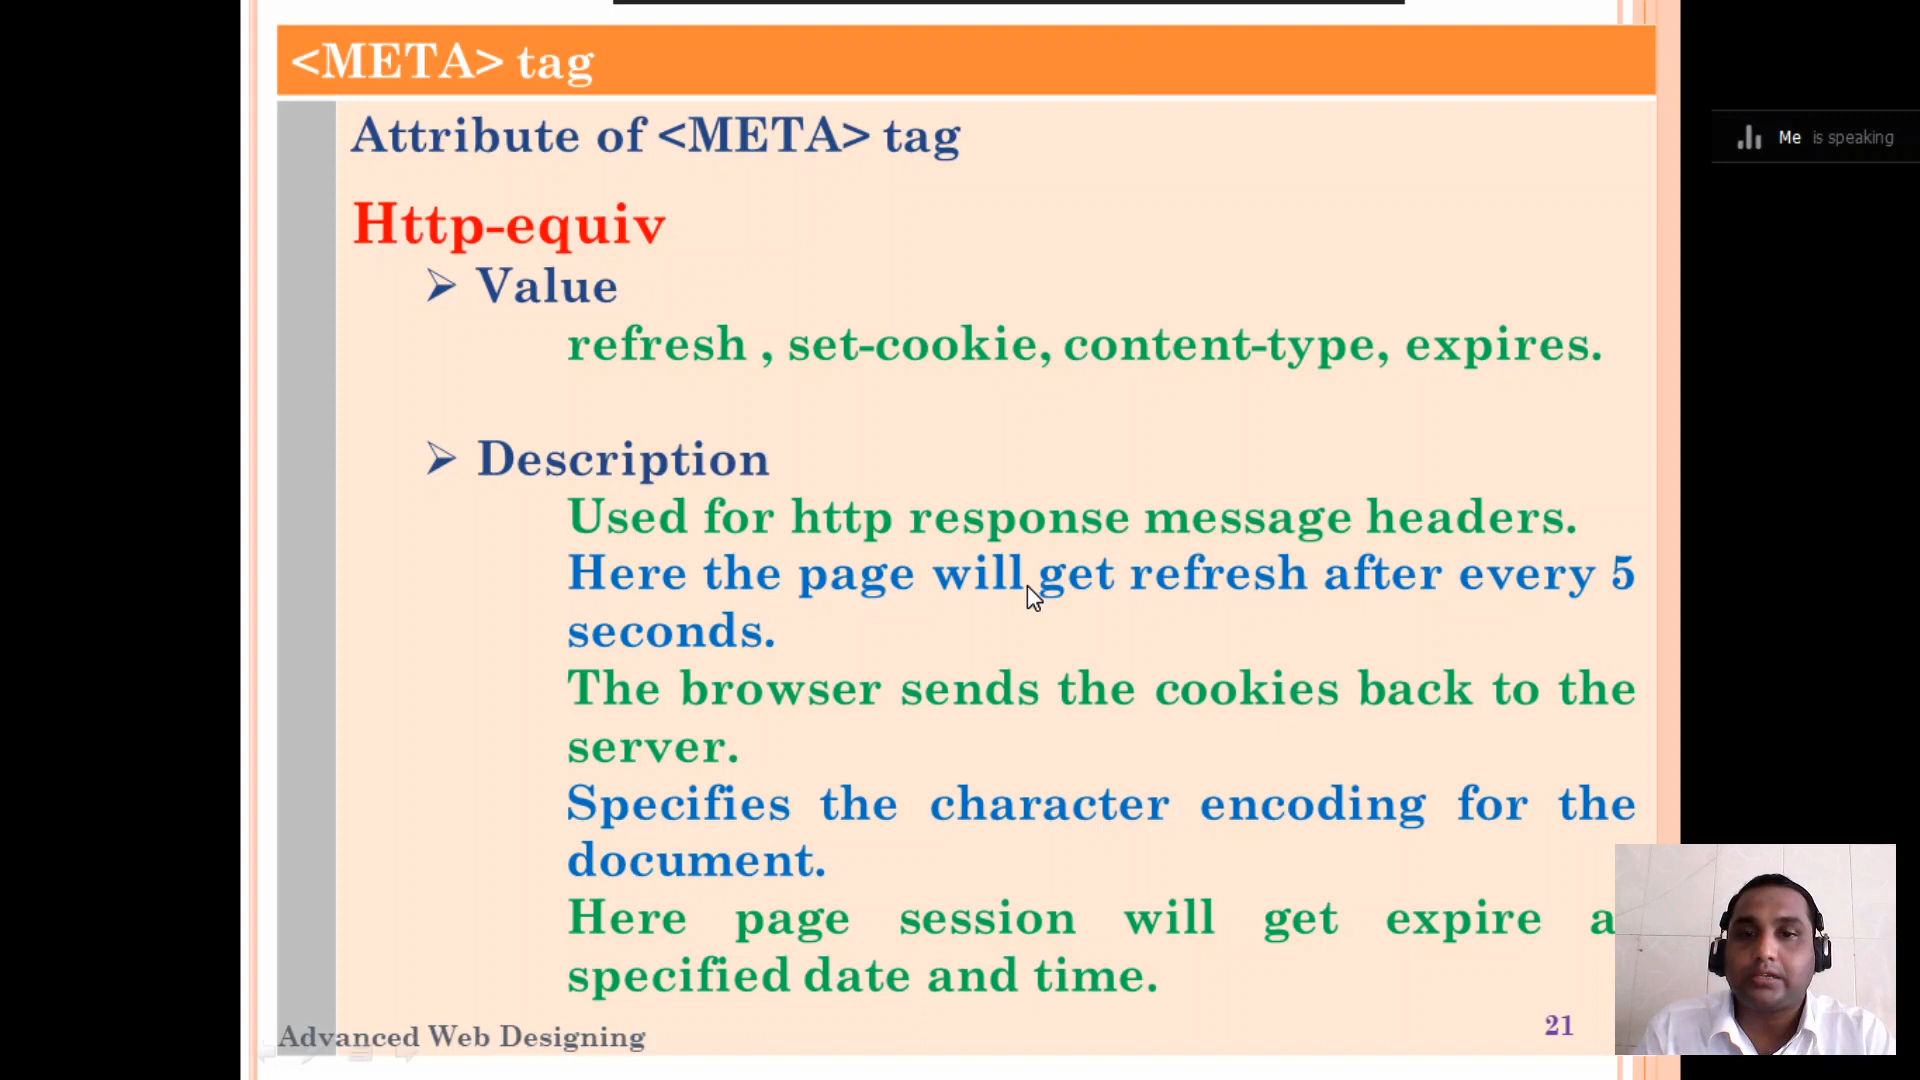 <META> tag
Me is speaking
Attribute of <META> tag
Http-equiv
Value
refresh , set-cookie, content-type, expires.
Description
Used for http response message headers.
Here the page will get refresh after every 5
seconds.
The browser sends the cookies back to the
server.
Specifies the character encoding for the
document.
Here page session will get expire a
specified date and time.
Advanced Web Designing
21